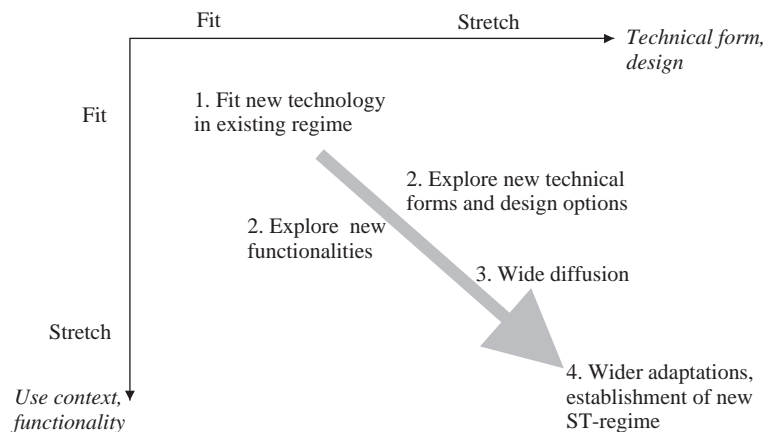 Fit
Stretch
Technical form,
design
Fit
1. Fit new technology
in existing regime
2. Explore new technical
forms and design options
2. Explore  new
functionalities
3. Wide diffusion
Stretch
4. Wider adaptations,
establishment of new
ST-regime
Use context,
functionality